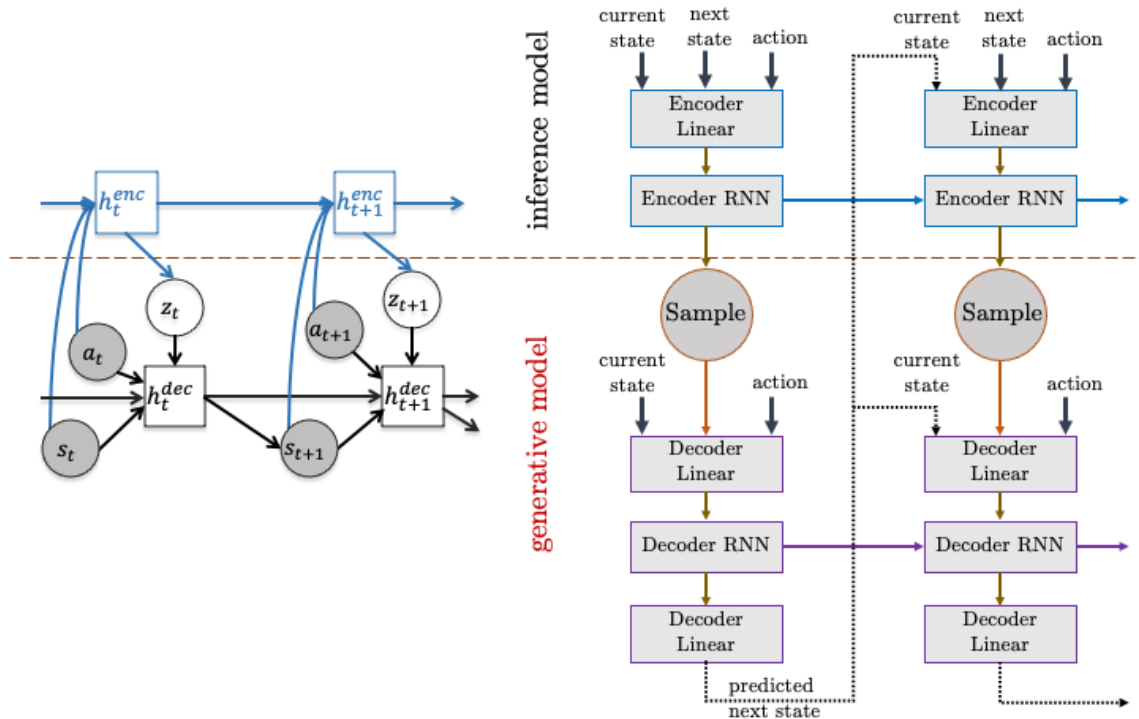 h_t^{enc}
h_{t+1}^{enc}
z_t
z_{t+1}
a_t
a_{t+1}
h_t^{dec}
h_{t+1}^{dec}
s_t
s_{t+1}
inference model
generative model
current
state
next
state
action
Encoder
Linear
Encoder RNN
Sample
current
state
action
Decoder
Linear
Decoder RNN
Decoder
Linear
predicted
next state
current
state
next
state
action
Encoder
Linear
Encoder RNN
Sample
current
state
action
Decoder
Linear
Decoder RNN
Decoder
Linear